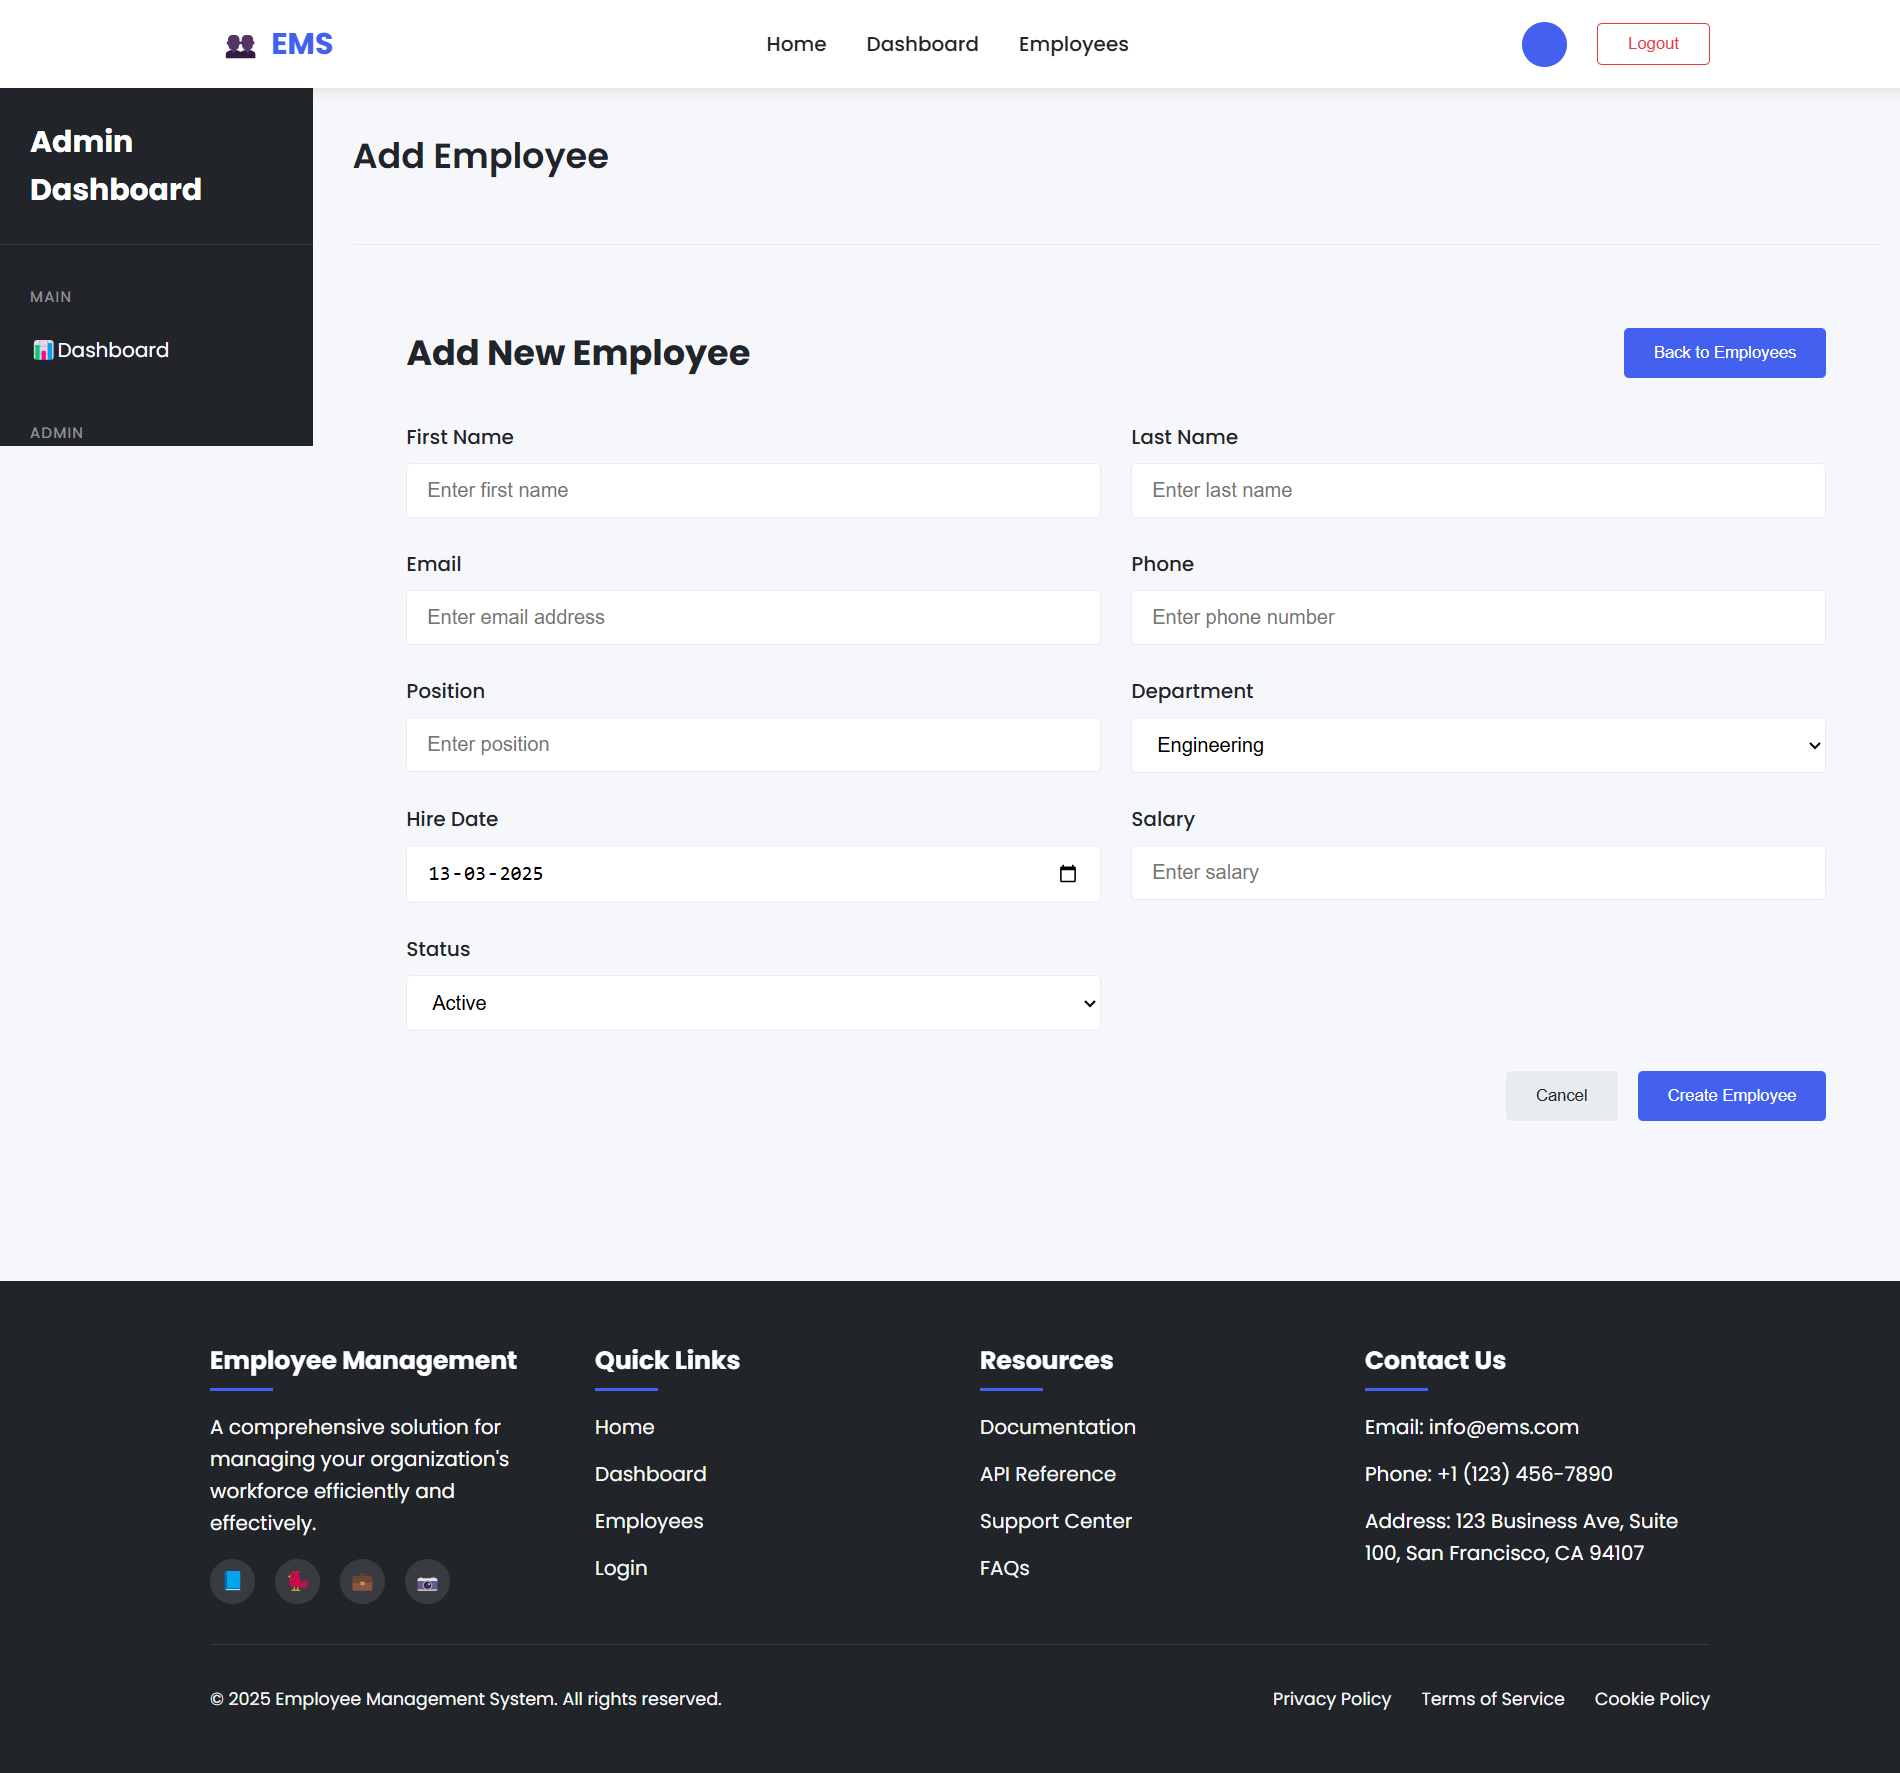 EMS
Home
Dashboard
Employees
Logout
Admin
Dashboard
MAIN
Dashboard
ADMIN
Add Employee
Add New Employee
Back to Employees
First Name
Enter first name
Last Name
Enter last name
Email
Enter email address
Phone
Enter phone number
Position
Enter position
Department
Engineering
Hire Date
13-03-2025
Salary
Enter salary
Status
Active
Cancel
Create Employee
Employee Management
A comprehensive solution for
managing your organization's
workforce efficiently and
effectively.
Quick Links
Home
Dashboard
Employees
Login
Resources
Documentation
API Reference
Support Center
FAQs
Contact Us
Email: info@ems.com
Phone: +1 (123) 456-7890
Address: 123 Business Ave, Suite
100, San Francisco, CA 94107
© 2025 Employee Management System. All rights reserved.
Privacy Policy
Terms of Service
Cookie Policy